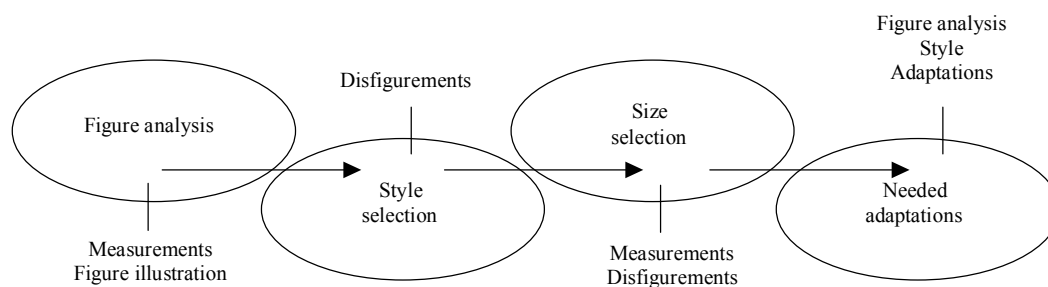 Figure analysis
Measurements
Figure illustration
Disfigurements
Style
selection
Size
selection
Measurements
Disfigurements
Figure analysis
Style
Adaptations
Needed
adaptations